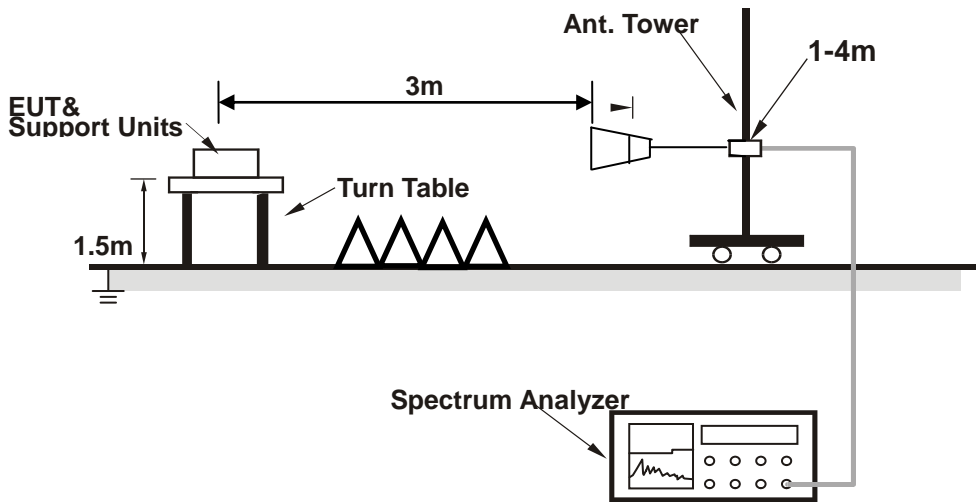 Ant. Tower
1-4m
3m
EUT&
Support Units
Turn Table
1.5m
Spectrum Analyzer